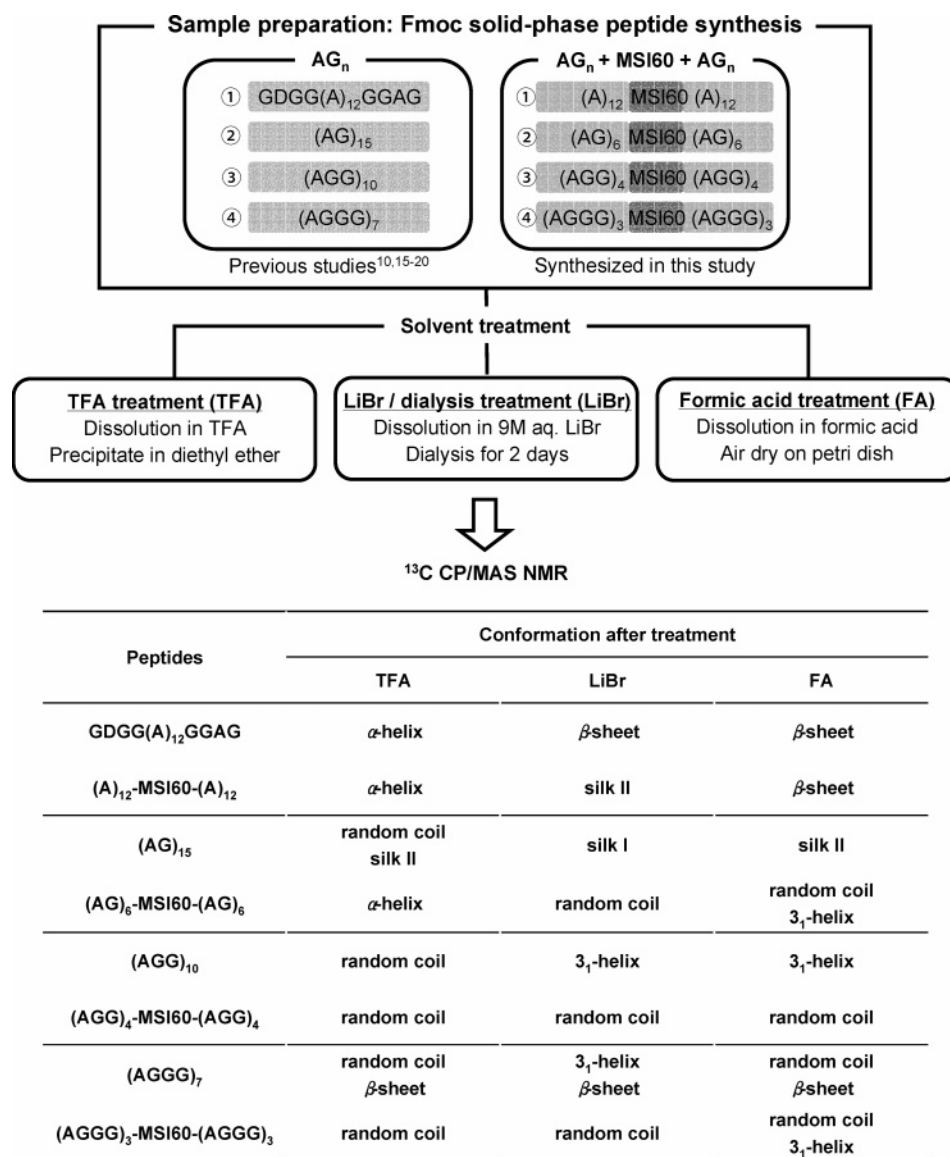 Sample preparation: Fmoc solid-phase peptide synthesis
AGₙ
① GDGG(A)₁₂GGAG
② (AG)₁₅
③ (AGG)₁₀
④ (AGGG)₇
Previous studies¹⁰,¹⁵⁻²⁰
AGₙ + MSI60 + AGₙ
① (A)₁₂ MSI60 (A)₁₂
② (AG)₆ MSI60 (AG)₆
③ (AGG)₄ MSI60 (AGG)₄
④ (AGGG)₃ MSI60 (AGGG)₃
Synthesized in this study
Solvent treatment
TFA treatment (TFA)
Dissolution in TFA
Precipitate in diethyl ether
LiBr / dialysis treatment (LiBr)
Dissolution in 9M aq. LiBr
Dialysis for 2 days
Formic acid treatment (FA)
Dissolution in formic acid
Air dry on petri dish
¹³C CP/MAS NMR
Peptides
Conformation after treatment
TFA LiBr FA
GDGG(A)₁₂GGAG α-helix β-sheet β-sheet
(A)₁₂-MSI60-(A)₁₂ α-helix silk II β-sheet
(AG)₁₅
random coil
silk II
silk I
silk II
(AG)₆-MSI60-(AG)₆
α-helix
random coil
random coil
3₁-helix
(AGG)₁₀ random coil 3₁-helix 3₁-helix
(AGG)₄-MSI60-(AGG)₄ random coil random coil random coil
(AGGG)₇
random coil
β-sheet
3₁-helix
β-sheet
random coil
β-sheet
(AGGG)₃-MSI60-(AGGG)₃
random coil
random coil
random coil
3₁-helix